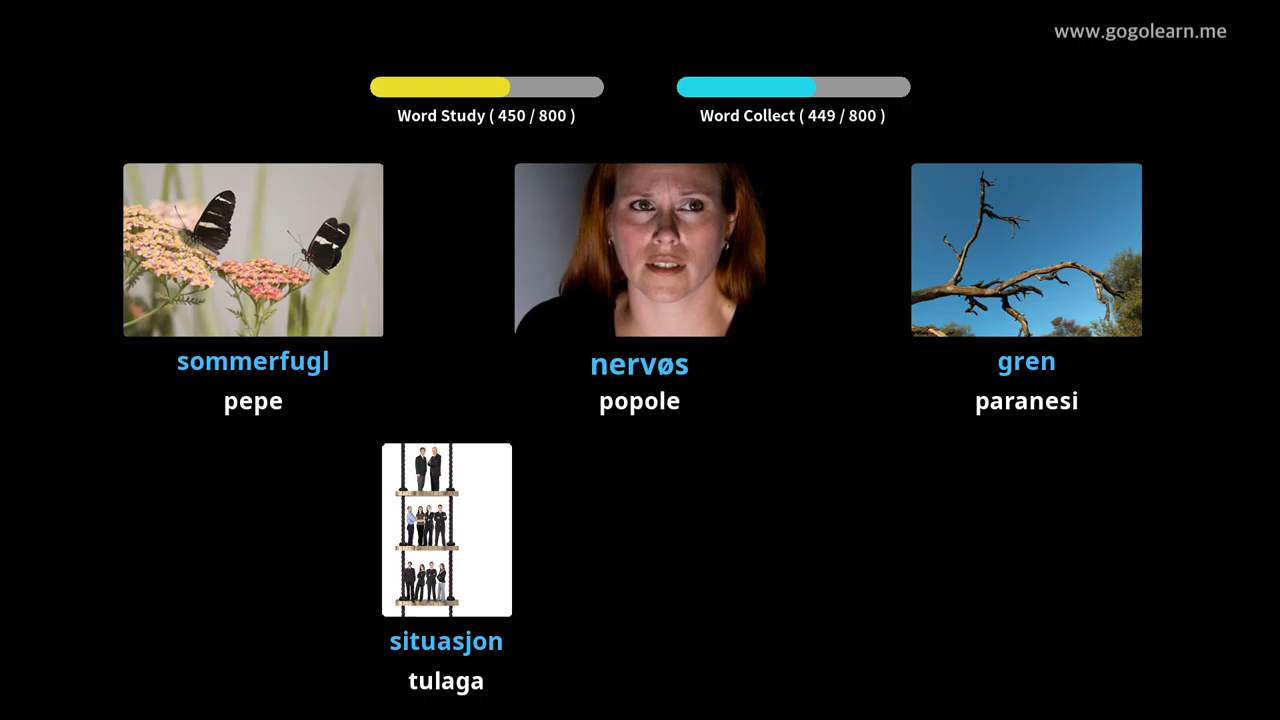 www.gogolearn.me
Word Study ( 450 / 800 )
Word Collect ( 449 / 800 )
sommerfugl
pepe
nervøs
popole
gren
paranesi
situasjon
tulaga